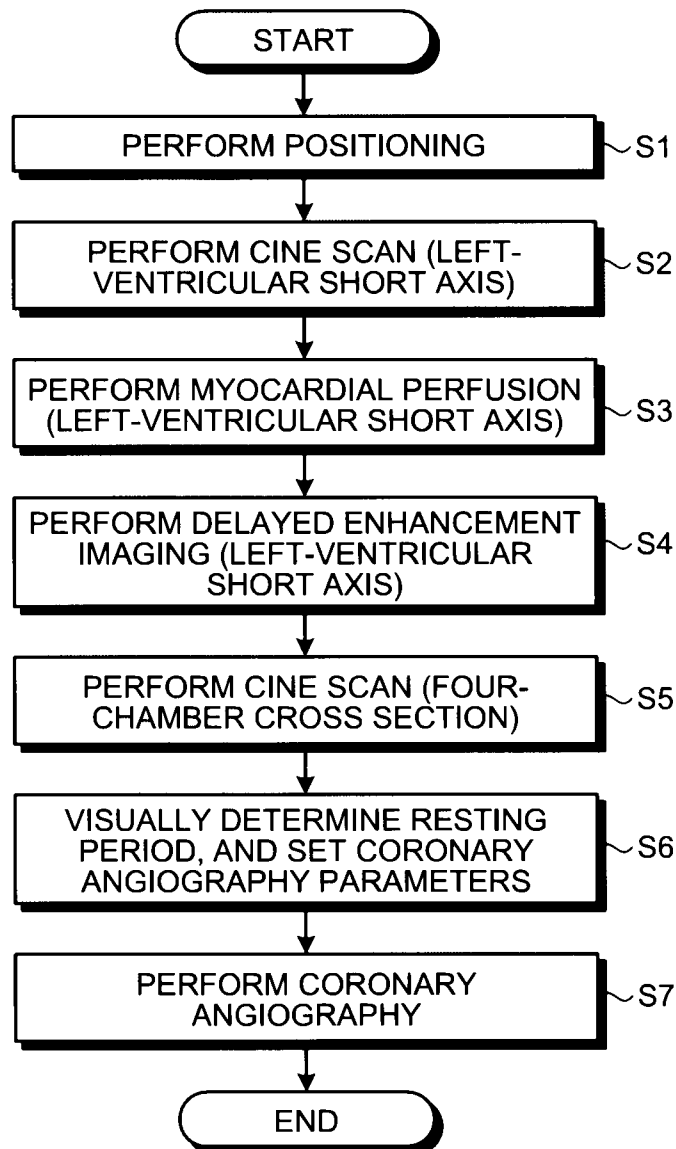 START
PERFORM POSITIONING
S1
PERFORM CINE SCAN (LEFT-
VENTRICULAR SHORT AXIS)
S2
PERFORM MYOCARDIAL PERFUSION
(LEFT-VENTRICULAR SHORT AXIS)
S3
PERFORM DELAYED ENHANCEMENT
IMAGING (LEFT-VENTRICULAR
SHORT AXIS)
S4
PERFORM CINE SCAN (FOUR-
CHAMBER CROSS SECTION)
S5
VISUALLY DETERMINE RESTING
PERIOD, AND SET CORONARY
ANGIOGRAPHY PARAMETERS
S6
PERFORM CORONARY
ANGIOGRAPHY
S7
END